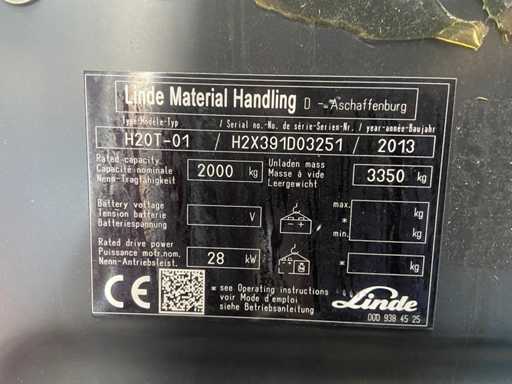 Linde Material Handling D - Aschaffenburg
Type-Modèle-Typ / Serial no.-No. de série-Serien-Nr. / year-année-Baujahr
H20T-01 / H2X391D03251 / 2013
Rated capacity
Capacité nominale
Nenn-Tragfähigkeit
2000 kg
Unladen mass
Masse à vide
Leergewicht
3350 kg
Battery voltage
Tension batterie
Batteriespannung
V
- +
max.
*
min.
kg
kg
Rated drive power
Puissance motr.nom.
Nenn-Antriebsleist.
28 kW
* kg
CE
* see Operating instructions
voir Mode d'emploi
siehe Betriebsanleitung
Linde
000 938 45 25